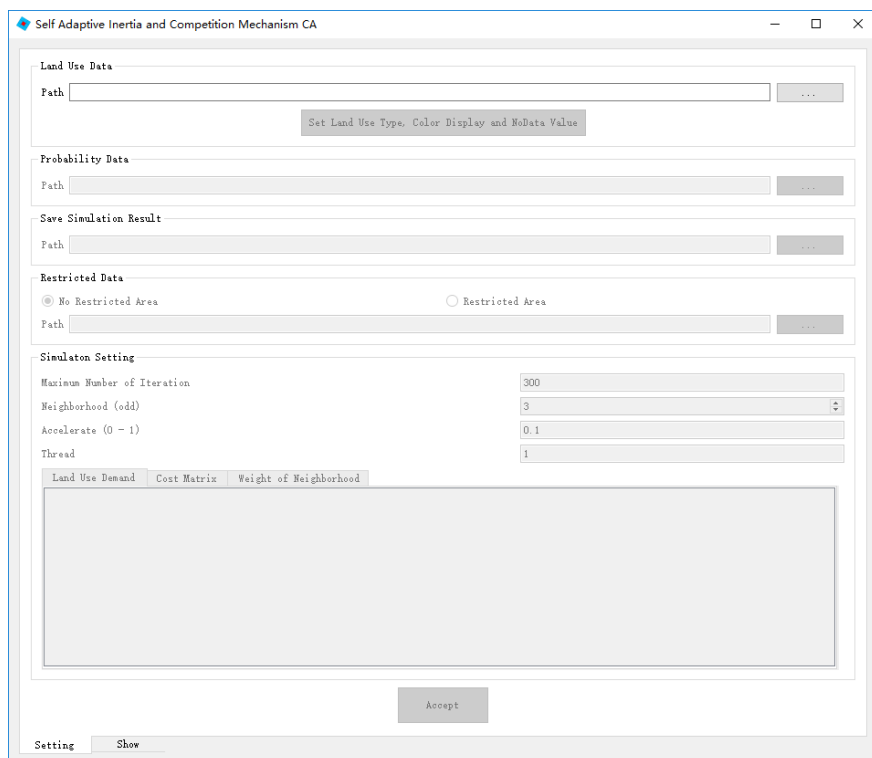 Self Adaptive Inertia and Competition Mechanism CA
Land Use Data
Path ...
Set Land Use Type, Color Display and NoData Value
Probability Data
Path ...
Save Simulation Result
Path ...
Restricted Data
No Restricted Area Restricted Area
Path ...
Simulaton Setting
Maximum Number of Iteration 300
Neighborhood (odd) 3
Accelerate (0 - 1) 0.1
Thread 1
Land Use Demand Cost Matrix Weight of Neighborhood
Accept
Setting Show